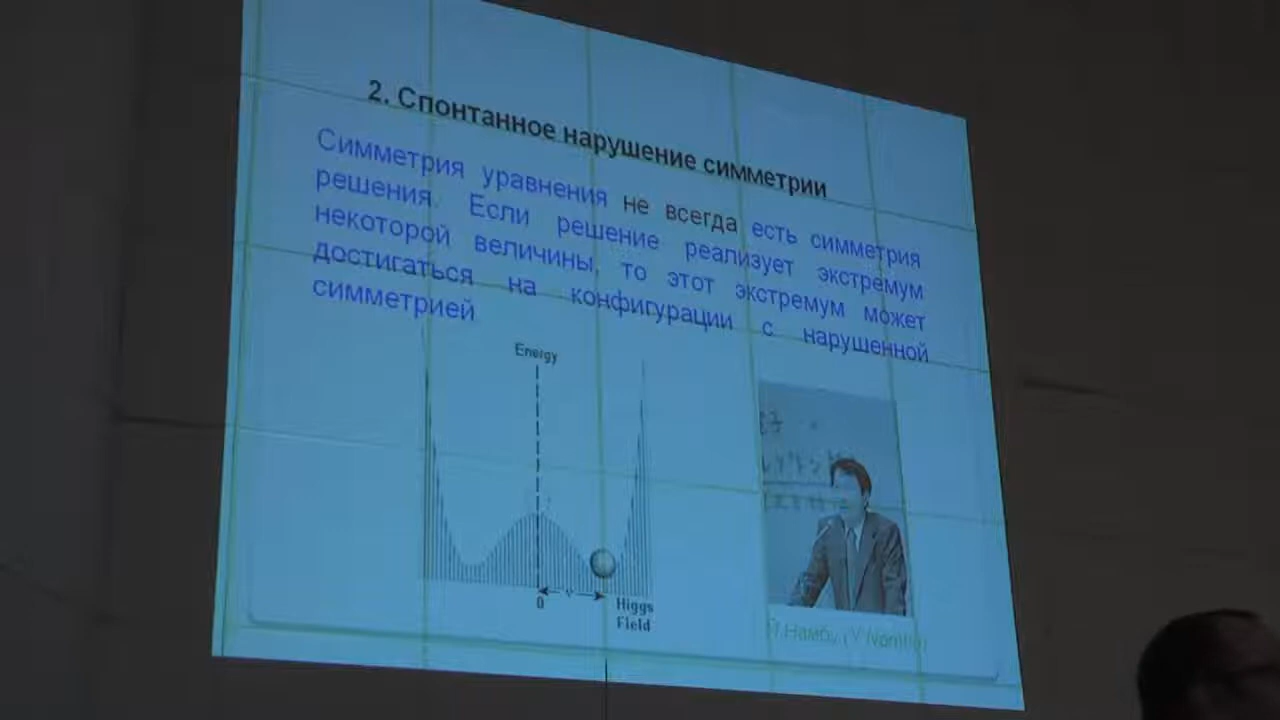 2. Спонтанное нарушение симметрии
Симметрия уравнения не всегда есть симметрия
решения. Если решение реализует экстремум
некоторой величины, то этот экстремум может
достигаться на конфигурации с нарушенной
симметрией
Energy
0
v
Higgs
Field
Й.Намбу (Y.